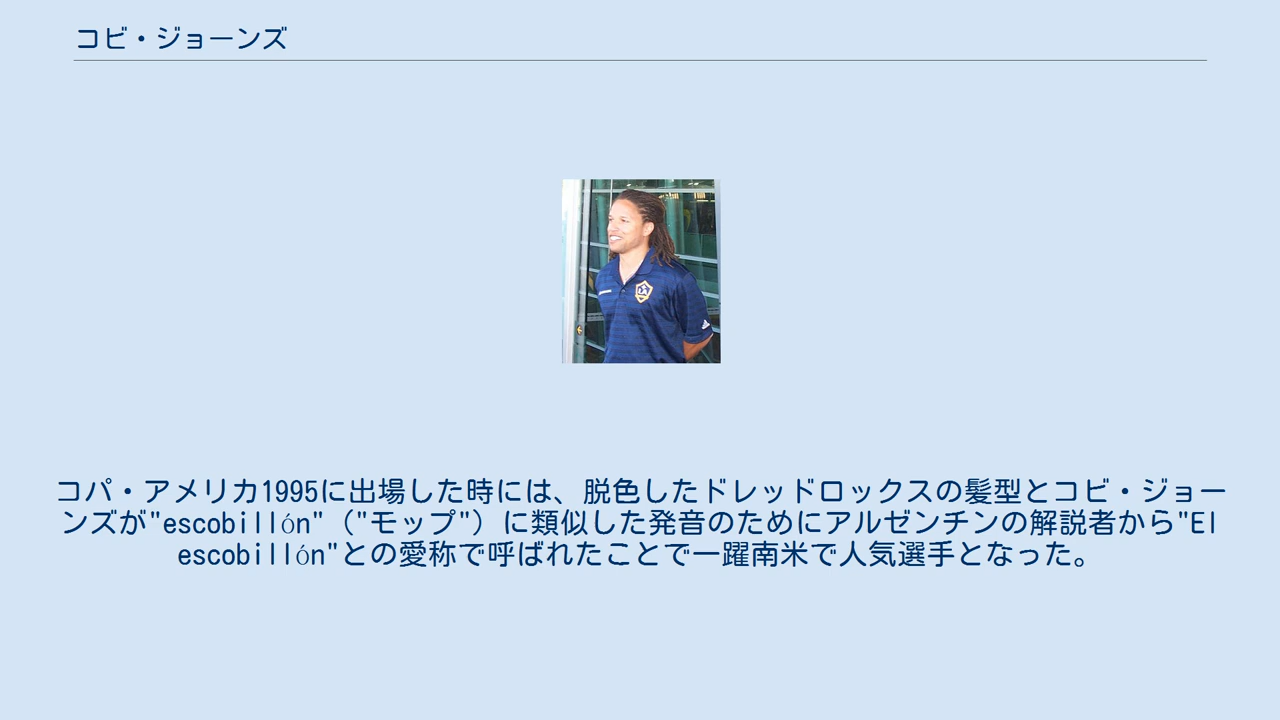 コビ・ジョーンズ
コパ・アメリカ1995に出場した時には、脱色したドレッドロックスの髪型とコビ・ジョー
ンズが"escobillón"（"モップ"）に類似した発音のためにアルゼンチンの解説者から"El
escobillón"との愛称で呼ばれたことで一躍南米で人気選手となった。